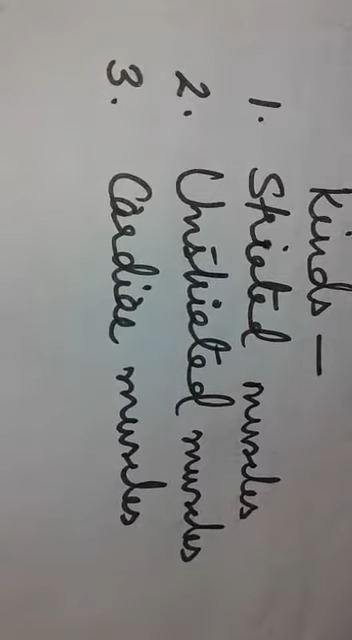 Kinds —
1. Striated muscles
2. Unstriated muscles
3. Cardiac muscles